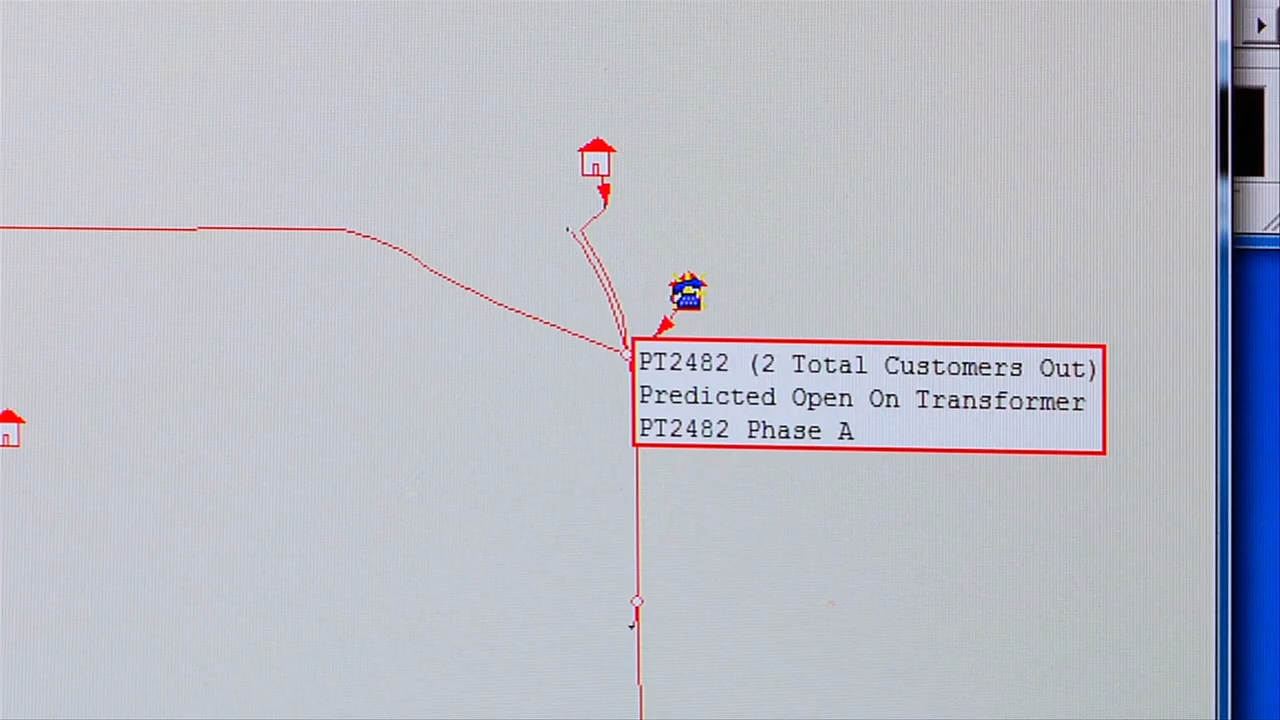 PT2482 (2 Total Customers Out)
Predicted Open On Transformer
PT2482 Phase A